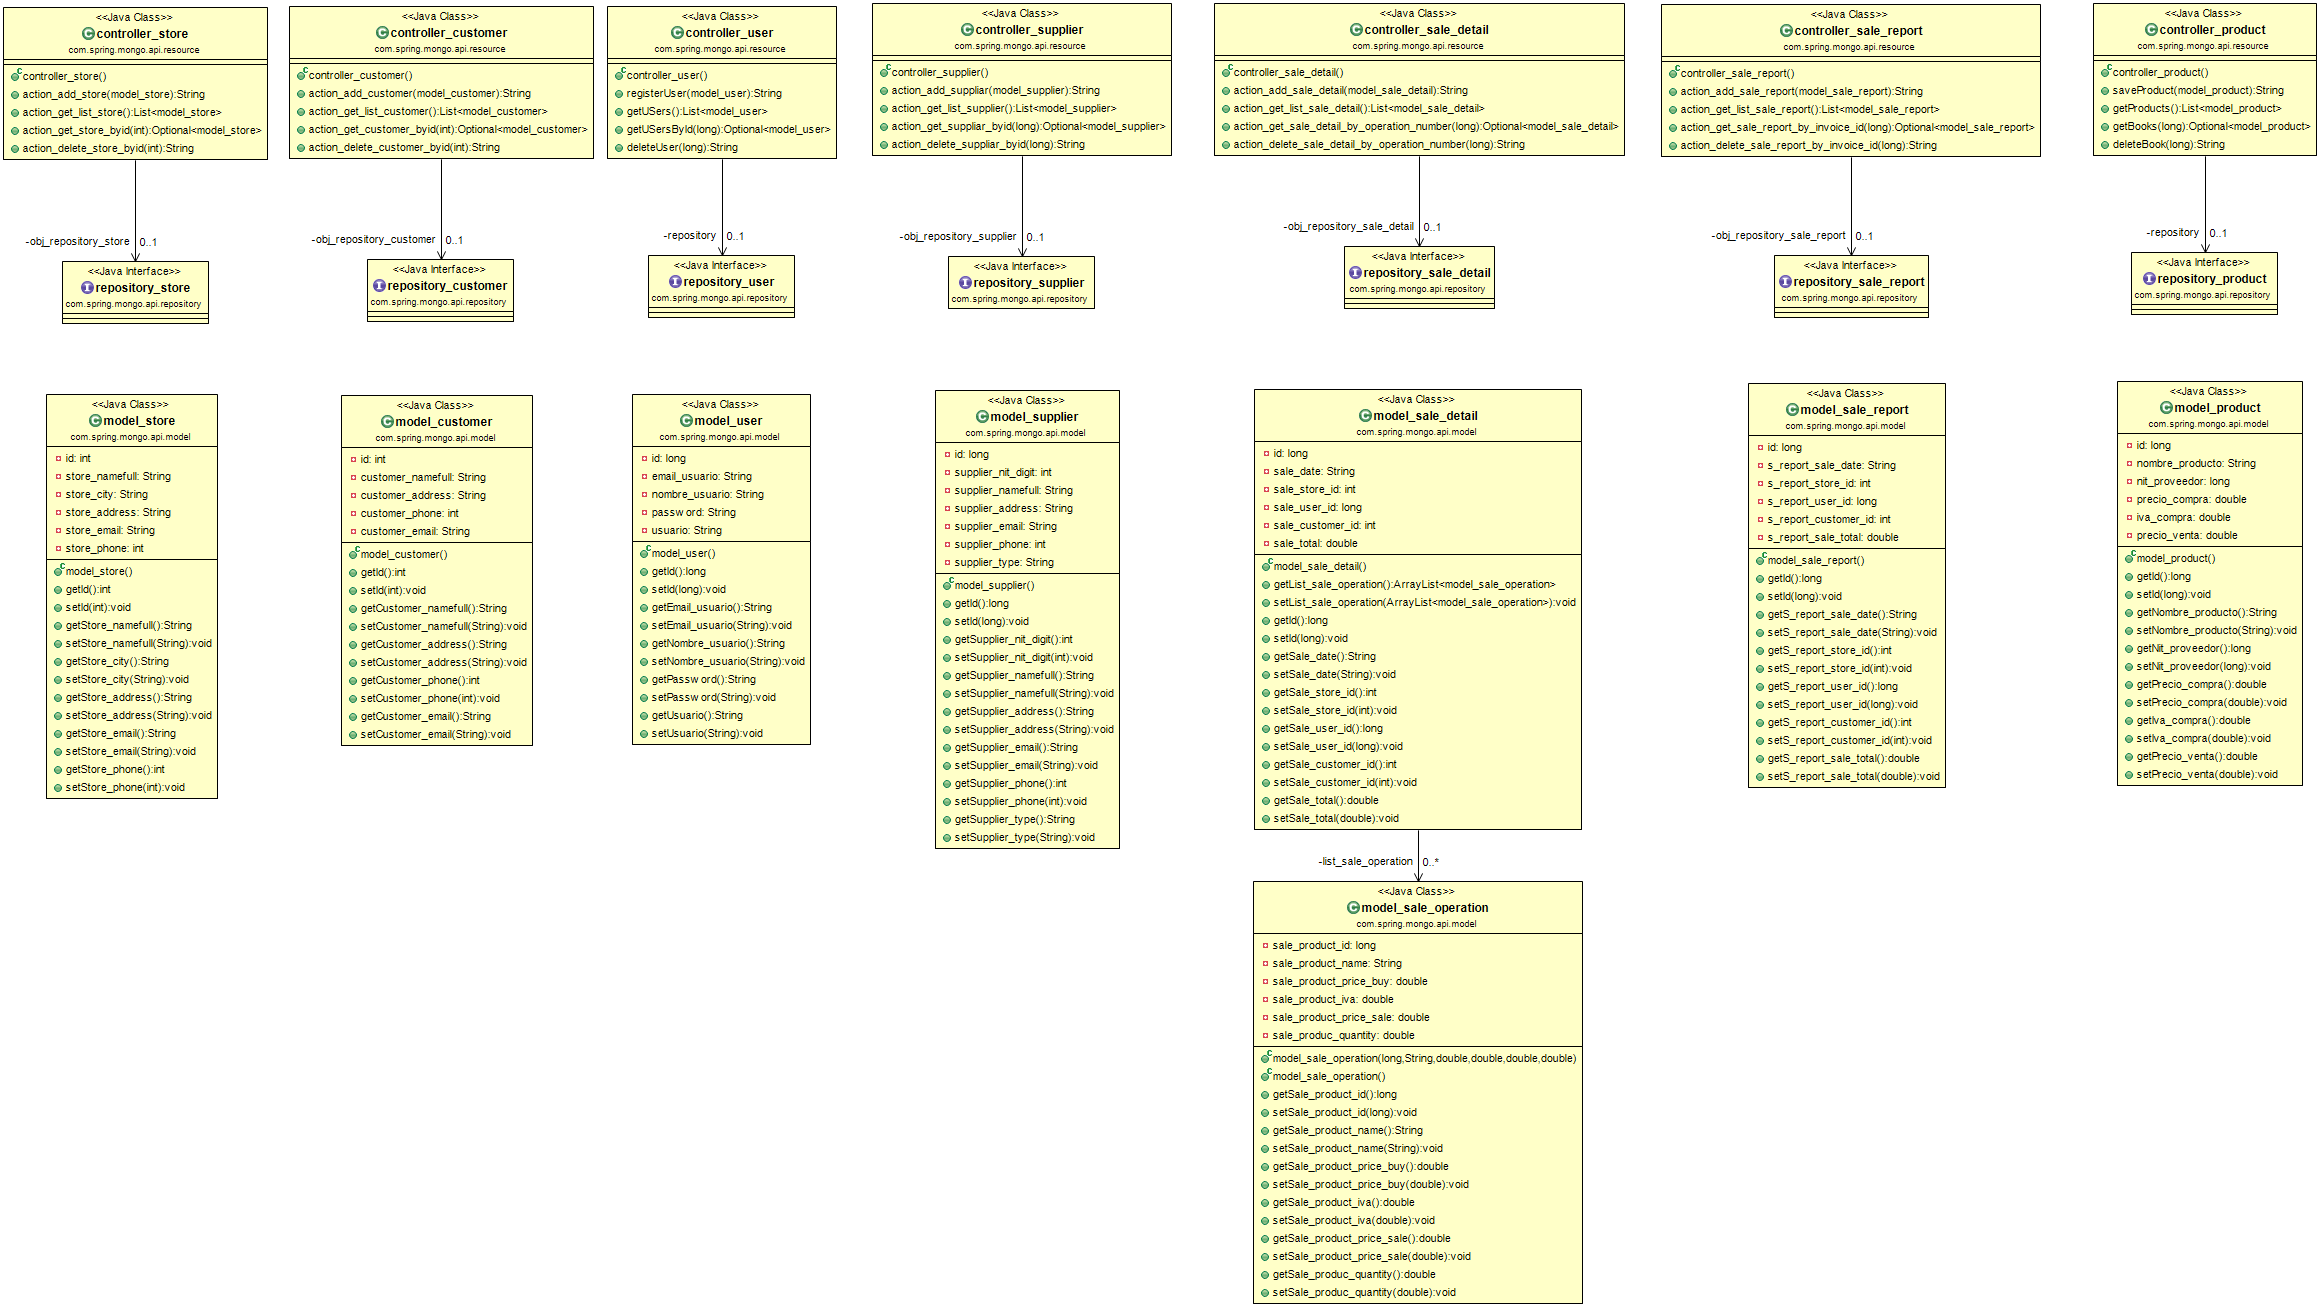 <<Java Class>>
controller_store
com.spring.mongo.api.resource
controller_store()
action_add_store(model_store):String
action_get_list_store():List<model_store>
action_get_store_byid(int):Optional<model_store>
action_delete_store_byid(int):String
-obj_repository_store 0..1
<<Java Interface>>
repository_store
com.spring.mongo.api.repository
<<Java Class>>
controller_customer
com.spring.mongo.api.resource
controller_customer()
action_add_customer(model_customer):String
action_get_list_customer():List<model_customer>
action_get_customer_byid(int):Optional<model_customer>
action_delete_customer_byid(int):String
-obj_repository_customer 0..1
<<Java Interface>>
repository_customer
com.spring.mongo.api.repository
<<Java Class>>
controller_user
com.spring.mongo.api.resource
controller_user()
registerUser(model_user):String
getUSers():List<model_user>
getUSersById(long):Optional<model_user>
deleteUser(long):String
-repository 0..1
<<Java Interface>>
repository_user
com.spring.mongo.api.repository
<<Java Class>>
controller_supplier
com.spring.mongo.api.resource
controller_supplier()
action_add_suppliar(model_supplier):String
action_get_list_supplier():List<model_supplier>
action_get_suppliar_byid(long):Optional<model_supplier>
action_delete_suppliar_byid(long):String
-obj_repository_supplier 0..1
<<Java Interface>>
repository_supplier
com.spring.mongo.api.repository
<<Java Class>>
controller_sale_detail
com.spring.mongo.api.resource
controller_sale_detail()
action_add_sale_detail(model_sale_detail):String
action_get_list_sale_detail():List<model_sale_detail>
action_get_sale_detail_by_operation_number(long):Optional<model_sale_detail>
action_delete_sale_detail_by_operation_number(long):String
-obj_repository_sale_detail 0..1
<<Java Interface>>
repository_sale_detail
com.spring.mongo.api.repository
<<Java Class>>
controller_sale_report
com.spring.mongo.api.resource
controller_sale_report()
action_add_sale_report(model_sale_report):String
action_get_list_sale_report():List<model_sale_report>
action_get_sale_report_by_invoice_id(long):Optional<model_sale_report>
action_delete_sale_report_by_invoice_id(long):String
-obj_repository_sale_report 0..1
<<Java Interface>>
repository_sale_report
com.spring.mongo.api.repository
<<Java Class>>
controller_product
com.spring.mongo.api.resource
controller_product()
saveProduct(model_product):String
getProducts():List<model_product>
getBooks(long):Optional<model_product>
deleteBook(long):String
-repository 0..1
<<Java Interface>>
repository_product
com.spring.mongo.api.repository
<<Java Class>>
model_store
com.spring.mongo.api.model
id: int
store_namefull: String
store_city: String
store_address: String
store_email: String
store_phone: int
model_store()
getId():int
setId(int):void
getStore_namefull():String
setStore_namefull(String):void
getStore_city():String
setStore_city(String):void
getStore_address():String
setStore_address(String):void
getStore_email():String
setStore_email(String):void
getStore_phone():int
setStore_phone(int):void
<<Java Class>>
model_customer
com.spring.mongo.api.model
id: int
customer_namefull: String
customer_address: String
customer_phone: int
customer_email: String
model_customer()
getId():int
setId(int):void
getCustomer_namefull():String
setCustomer_namefull(String):void
getCustomer_address():String
setCustomer_address(String):void
getCustomer_phone():int
setCustomer_phone(int):void
getCustomer_email():String
setCustomer_email(String):void
<<Java Class>>
model_user
com.spring.mongo.api.model
id: long
email_usuario: String
nombre_usuario: String
password: String
usuario: String
model_user()
getId():long
setId(long):void
getEmail_usuario():String
setEmail_usuario(String):void
getNombre_usuario():String
setNombre_usuario(String):void
getPassword():String
setPassword(String):void
getUsuario():String
setUsuario(String):void
<<Java Class>>
model_supplier
com.spring.mongo.api.model
id: long
supplier_nit_digit: int
supplier_namefull: String
supplier_address: String
supplier_email: String
supplier_phone: int
supplier_type: String
model_supplier()
getId():long
setId(long):void
getSupplier_nit_digit():int
setSupplier_nit_digit(int):void
getSupplier_namefull():String
setSupplier_namefull(String):void
getSupplier_address():String
setSupplier_address(String):void
getSupplier_email():String
setSupplier_email(String):void
getSupplier_phone():int
setSupplier_phone(int):void
getSupplier_type():String
setSupplier_type(String):void
<<Java Class>>
model_sale_detail
com.spring.mongo.api.model
id: long
sale_date: String
sale_store_id: int
sale_user_id: long
sale_customer_id: int
sale_total: double
model_sale_detail()
getList_sale_operation():ArrayList<model_sale_operation>
setList_sale_operation(ArrayList<model_sale_operation>):void
getId():long
setId(long):void
getSale_date():String
setSale_date(String):void
getSale_store_id():int
setSale_store_id(int):void
getSale_user_id():long
setSale_user_id(long):void
getSale_customer_id():int
setSale_customer_id(int):void
getSale_total():double
setSale_total(double):void
-list_sale_operation 0..*
<<Java Class>>
model_sale_operation
com.spring.mongo.api.model
sale_product_id: long
sale_product_name: String
sale_product_price_buy: double
sale_product_iva: double
sale_product_price_sale: double
sale_produc_quantity: double
model_sale_operation(long,String,double,double,double,double)
model_sale_operation()
getSale_product_id():long
setSale_product_id(long):void
getSale_product_name():String
setSale_product_name(String):void
getSale_product_price_buy():double
setSale_product_price_buy(double):void
getSale_product_iva():double
setSale_product_iva(double):void
getSale_product_price_sale():double
setSale_product_price_sale(double):void
getSale_produc_quantity():double
setSale_produc_quantity(double):void
<<Java Class>>
model_sale_report
com.spring.mongo.api.model
id: long
s_report_sale_date: String
s_report_store_id: int
s_report_user_id: long
s_report_customer_id: int
s_report_sale_total: double
model_sale_report()
getId():long
setId(long):void
getS_report_sale_date():String
setS_report_sale_date(String):void
getS_report_store_id():int
setS_report_store_id(int):void
getS_report_user_id():long
setS_report_user_id(long):void
getS_report_customer_id():int
setS_report_customer_id(int):void
getS_report_sale_total():double
setS_report_sale_total(double):void
<<Java Class>>
model_product
com.spring.mongo.api.model
id: long
nombre_producto: String
nit_proveedor: long
precio_compra: double
iva_compra: double
precio_venta: double
model_product()
getId():long
setId(long):void
getNombre_producto():String
setNombre_producto(String):void
getNit_proveedor():long
setNit_proveedor(long):void
getPrecio_compra():double
setPrecio_compra(double):void
getIva_compra():double
setIva_compra(double):void
getPrecio_venta():double
setPrecio_venta(double):void